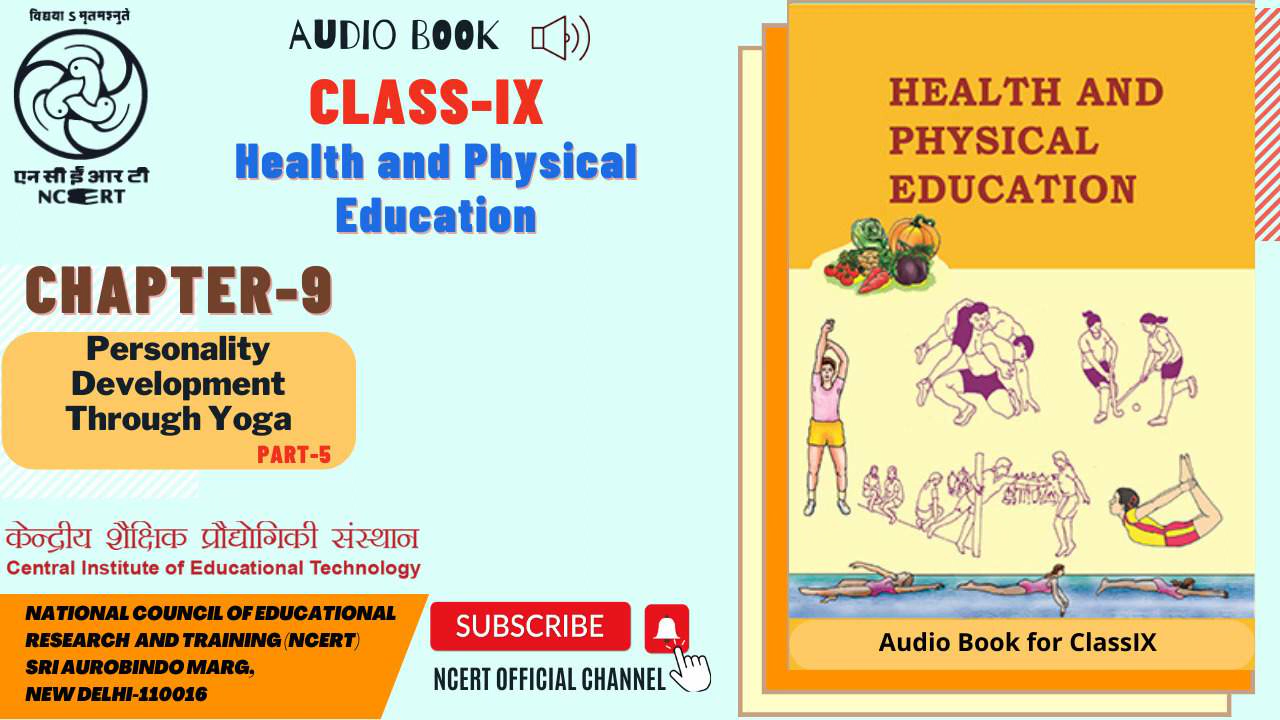 विद्यया ऽ मृतमश्नुते
एन सी ई आर टी
NCERT
AUDIO BOOK
CLASS-IX
Health and Physical
Education
CHAPTER-9
Personality
Development
Through Yoga
PART-5
केन्द्रीय शैक्षिक प्रौद्योगिकी संस्थान
Central Institute of Educational Technology
NATIONAL COUNCIL OF EDUCATIONAL
RESEARCH AND TRAINING (NCERT)
SRI AUROBINDO MARG,
NEW DELHI-110016
SUBSCRIBE
NCERT OFFICIAL CHANNEL
HEALTH AND
PHYSICAL
EDUCATION
Audio Book for ClassIX